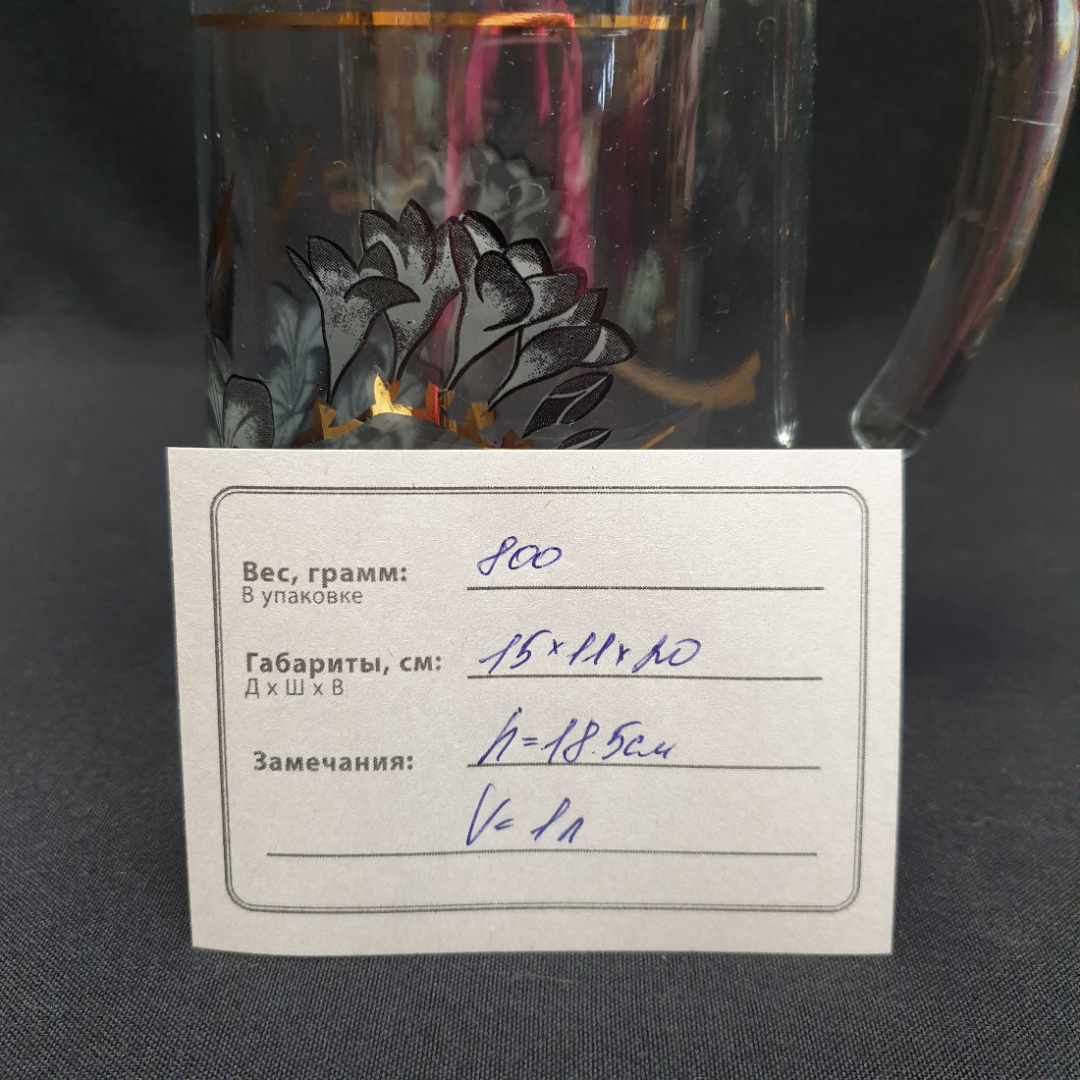 Вес, грамм: 800
В упаковке
Габариты, см: 15×11×20
Д х Ш х В
Замечания: h=18.5см
V=1л